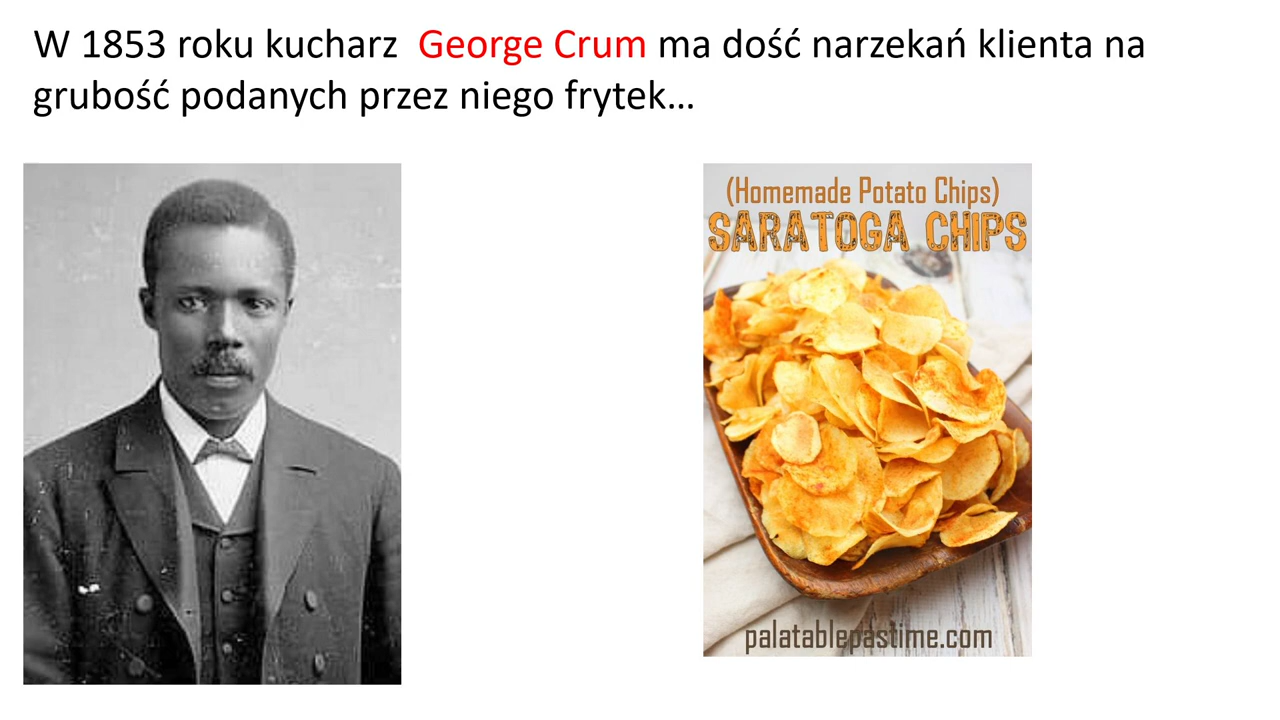 W 1853 roku kucharz George Crum ma dość narzekań klienta na
grubość podanych przez niego frytek…
(Homemade Potato Chips)
SARATOGA CHIPS
palatablepastime.com